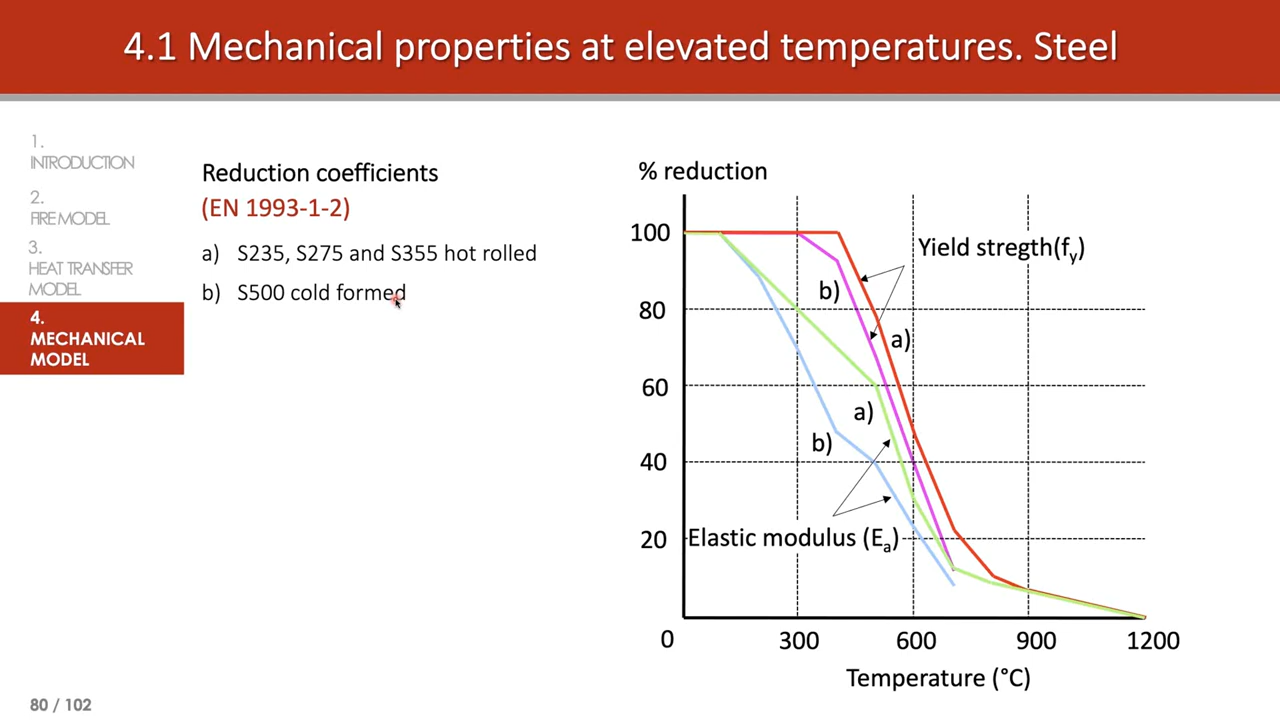 4.1 Mechanical properties at elevated temperatures. Steel
1.
INTRODUCTION
2.
FIRE MODEL
3.
HEAT TRANSFER
MODEL
4.
MECHANICAL
MODEL
Reduction coefficients
(EN 1993-1-2)
a) S235, S275 and S355 hot rolled
b) S500 cold formed
% reduction
100
80
60
40
20
0
300
600
900
1200
Temperature (°C)
Yield stregth(fy)
b)
a)
a)
b)
Elastic modulus (Ea)
80 / 102